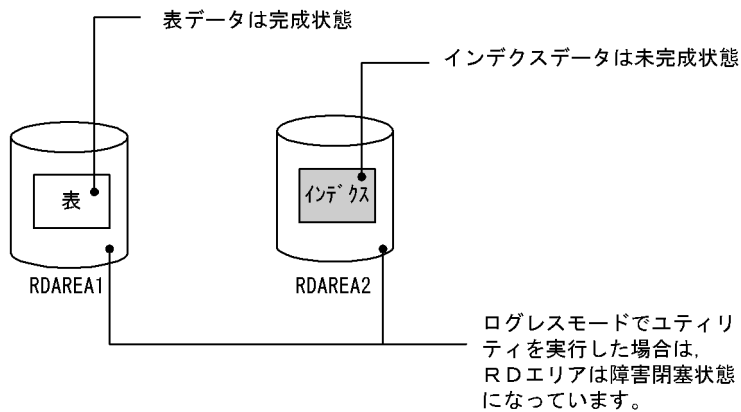 表データは完成状態
インデクスデータは未完成状態
表
ｲﾝﾃﾞｸｽ
RDAREA1
RDAREA2
ログレスモードでユティリ
ティを実行した場合は,
ＲＤエリアは障害閉塞状態
になっています。